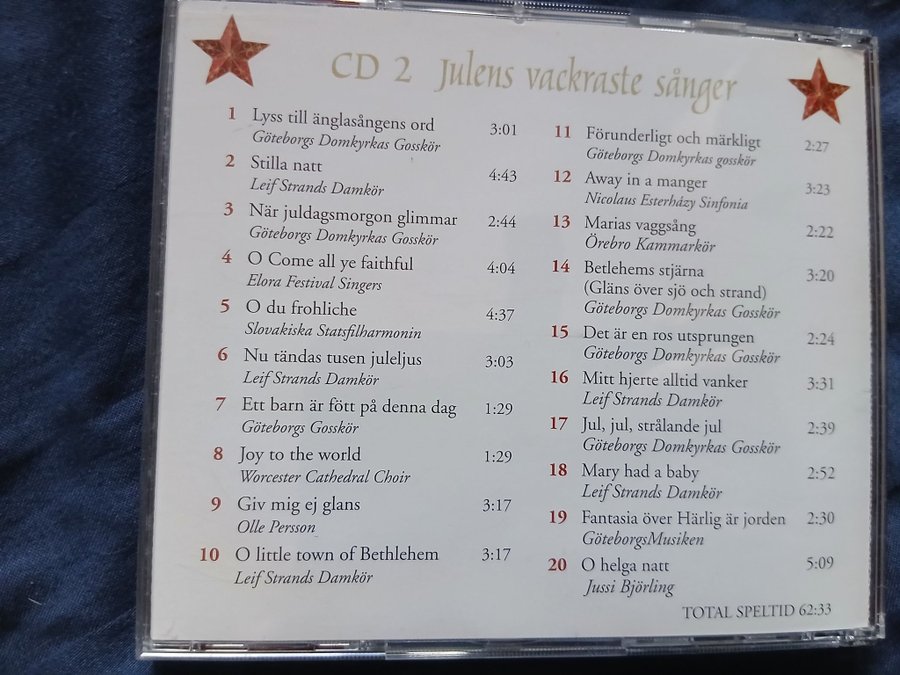 CD 2 Julens vackraste sånger
1 Lyss till änglasångens ord 3:01
Göteborgs Domkyrkas Gosskör
2 Stilla natt 4:43
Leif Strands Damkör
3 När juldagsmorgon glimmar 2:44
Göteborgs Domkyrkas Gosskör
4 O Come all ye faithful 4:04
Elora Festival Singers
5 O du frohliche 4:37
Slovakiska Statsfilharmonin
6 Nu tändas tusen juleljus 3:03
Leif Strands Damkör
7 Ett barn är fött på denna dag 1:29
Göteborgs Gosskör
8 Joy to the world 1:29
Worcester Cathedral Choir
9 Giv mig ej glans 3:17
Olle Persson
10 O little town of Bethlehem 3:17
Leif Strands Damkör
11 Förunderligt och märkligt 2:27
Göteborgs Domkyrkas gosskör
12 Away in a manger 3:23
Nicolaus Esterházy Sinfonia
13 Marias vaggsång 2:22
Örebro Kammarkör
14 Betlehems stjärna 3:20
(Gläns över sjö och strand)
Göteborgs Domkyrkas Gosskör
15 Det är en ros utsprungen 2:24
Göteborgs Domkyrkas Gosskör
16 Mitt hjerte alltid vanker 3:31
Leif Strands Damkör
17 Jul, jul, strålande jul 2:39
Göteborgs Domkyrkas Gosskör
18 Mary had a baby 2:52
Leif Strands Damkör
19 Fantasia över Härlig är jorden 2:30
GöteborgsMusiken
20 O helga natt 5:09
Jussi Björling
TOTAL SPELTID 62:33